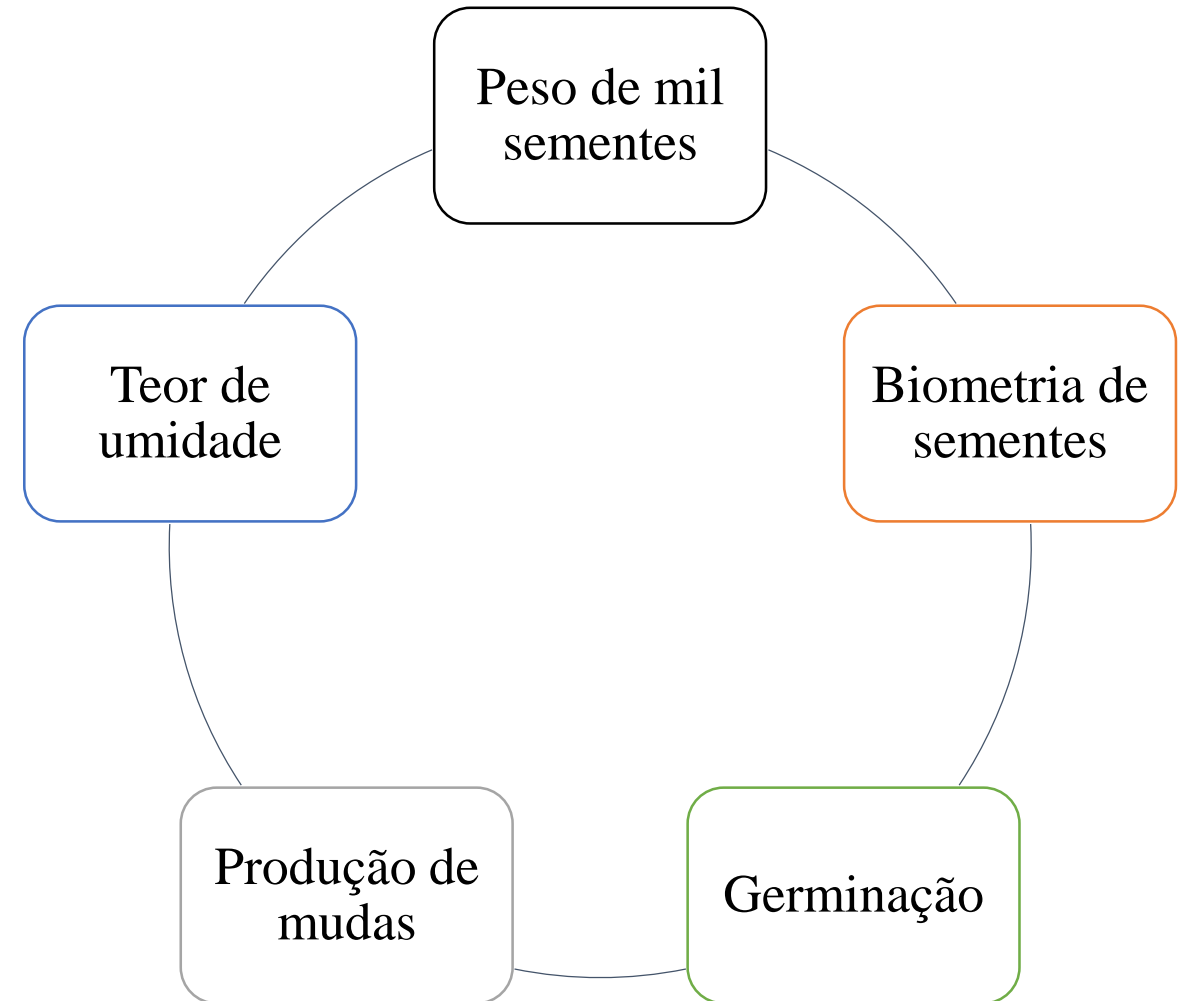 Peso de mil
sementes
Biometria de
sementes
Germinação
Produção de
mudas
Teor de
umidade